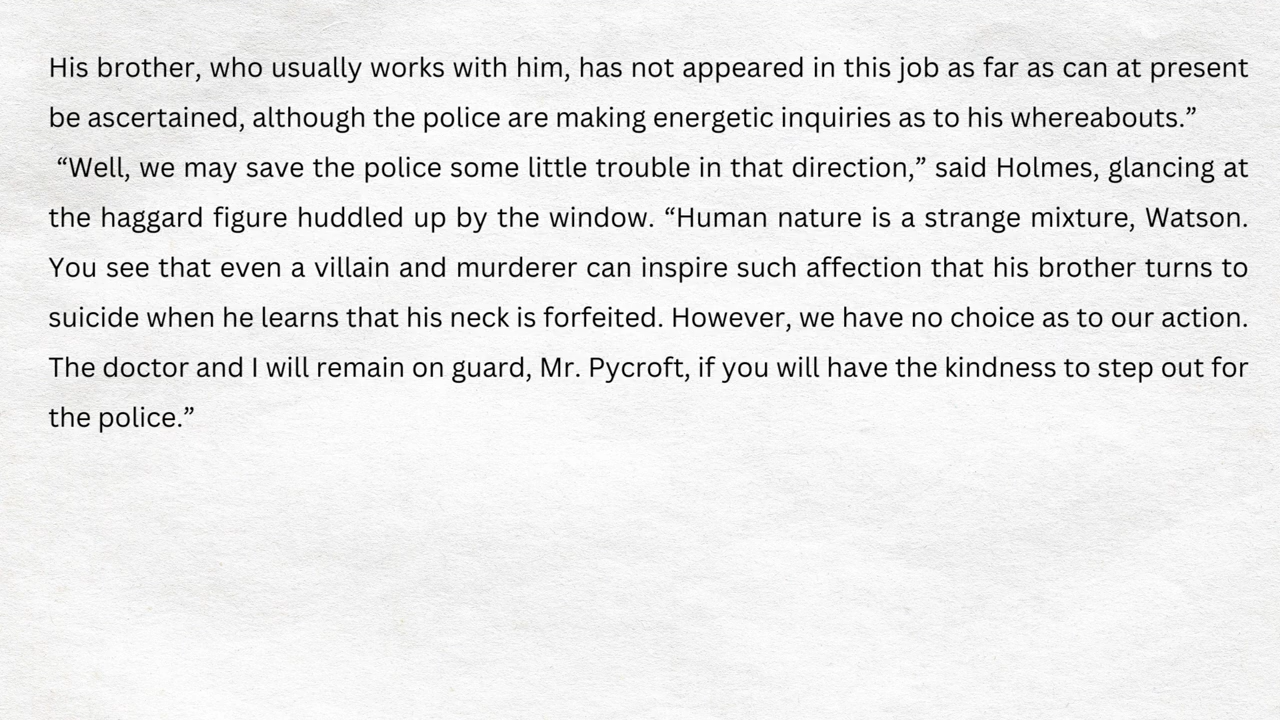 His brother, who usually works with him, has not appeared in this job as far as can at present
be ascertained, although the police are making energetic inquiries as to his whereabouts.”
“Well, we may save the police some little trouble in that direction,” said Holmes, glancing at
the haggard figure huddled up by the window. “Human nature is a strange mixture, Watson.
You see that even a villain and murderer can inspire such affection that his brother turns to
suicide when he learns that his neck is forfeited. However, we have no choice as to our action.
The doctor and I will remain on guard, Mr. Pycroft, if you will have the kindness to step out for
the police.”